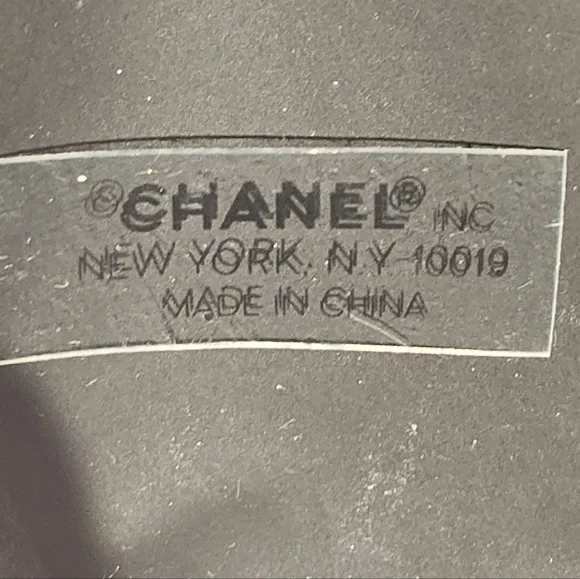 ®CHANEL® INC
NEW YORK, N.Y 10019
MADE IN CHINA